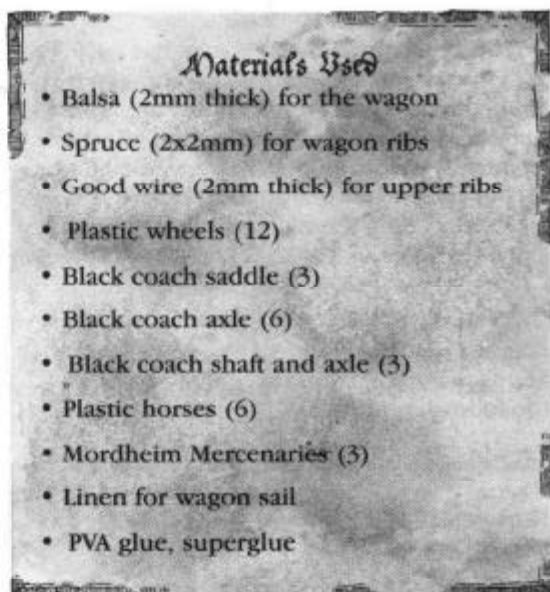 Materials Used
• Balsa (2mm thick) for the wagon
• Spruce (2x2mm) for wagon ribs
• Good wire (2mm thick) for upper ribs
• Plastic wheels (12)
• Black coach saddle (3)
• Black coach axle (6)
• Black coach shaft and axle (3)
• Plastic horses (6)
• Mordheim Mercenaries (3)
• Linen for wagon sail
• PVA glue, superglue